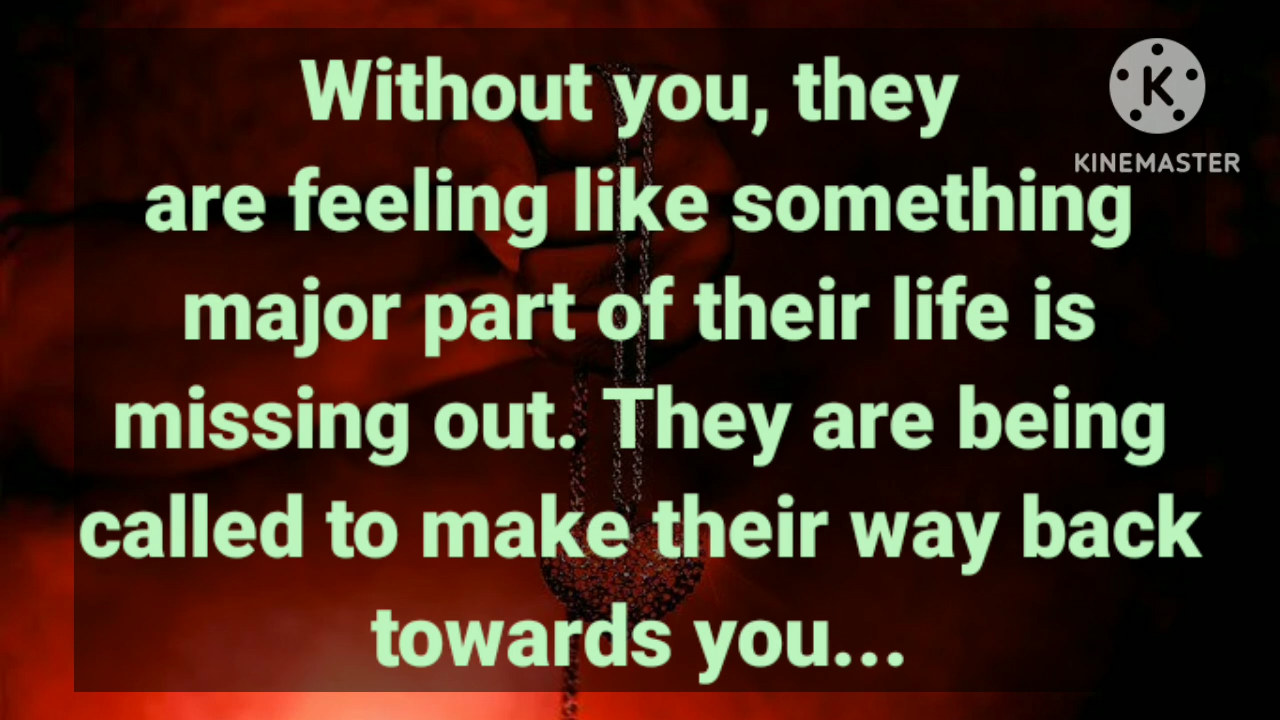 Without you, they
are feeling like something
major part of their life is
missing out. They are being
called to make their way back
towards you...
K
KINEMASTER